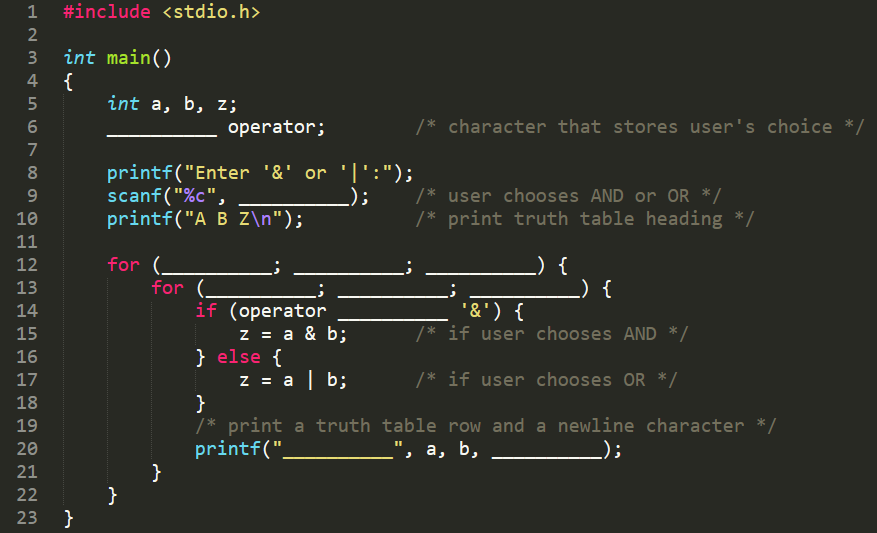 1 #include <stdio.h>
2
3 int main()
4 {
5     int a, b, z;
6     __________ operator;        /* character that stores user's choice */
7
8     printf("Enter '&' or '|':");
9     scanf("%c", __________);    /* user chooses AND or OR */
10     printf("A B Z\n");          /* print truth table heading */
11
12     for (__________; __________; __________) {
13         for (__________; __________; __________) {
14             if (operator __________ '&') {
15                 z = a & b;      /* if user chooses AND */
16             } else {
17                 z = a | b;      /* if user chooses OR */
18             }
19             /* print a truth table row and a newline character */
20             printf("__________", a, b, __________);
21         }
22     }
23 }